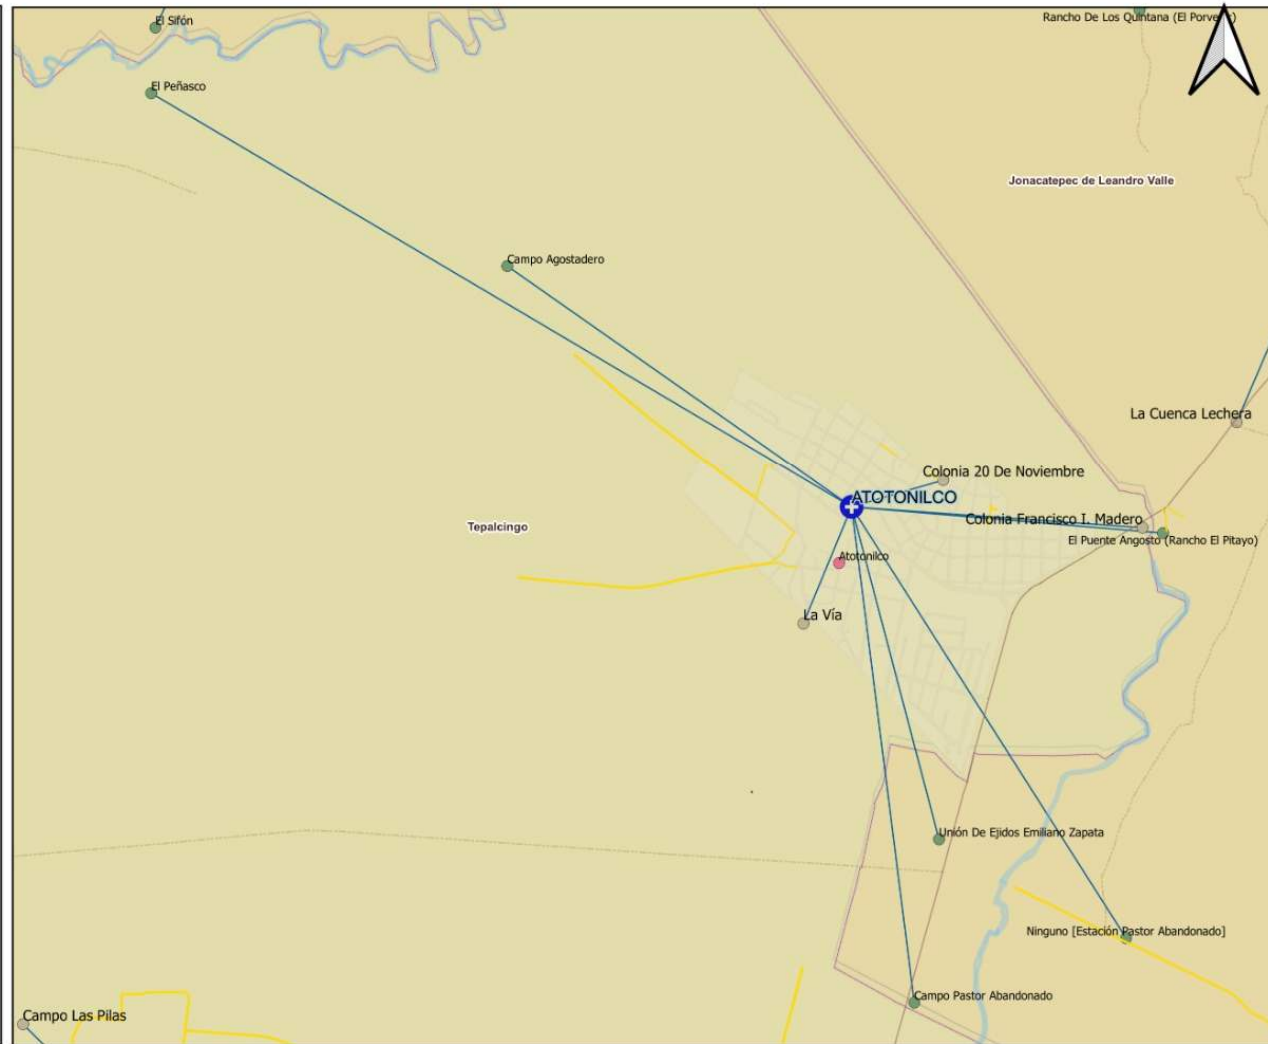 El Sifón
Rancho De Los Quintana (El Porvenir)
El Peñasco
Jonacatepec de Leandro Valle
Campo Agostadero
La Cuenca Lechera
Colonia 20 De Noviembre
ATOTONILCO
Colonia Francisco I. Madero
Tepalcingo
El Puente Angosto (Rancho El Pitayo)
Atotonilco
La Vía
Unión De Ejidos Emiliano Zapata
Ninguno [Estación Pastor Abandonado]
Campo Pastor Abandonado
Campo Las Pilas